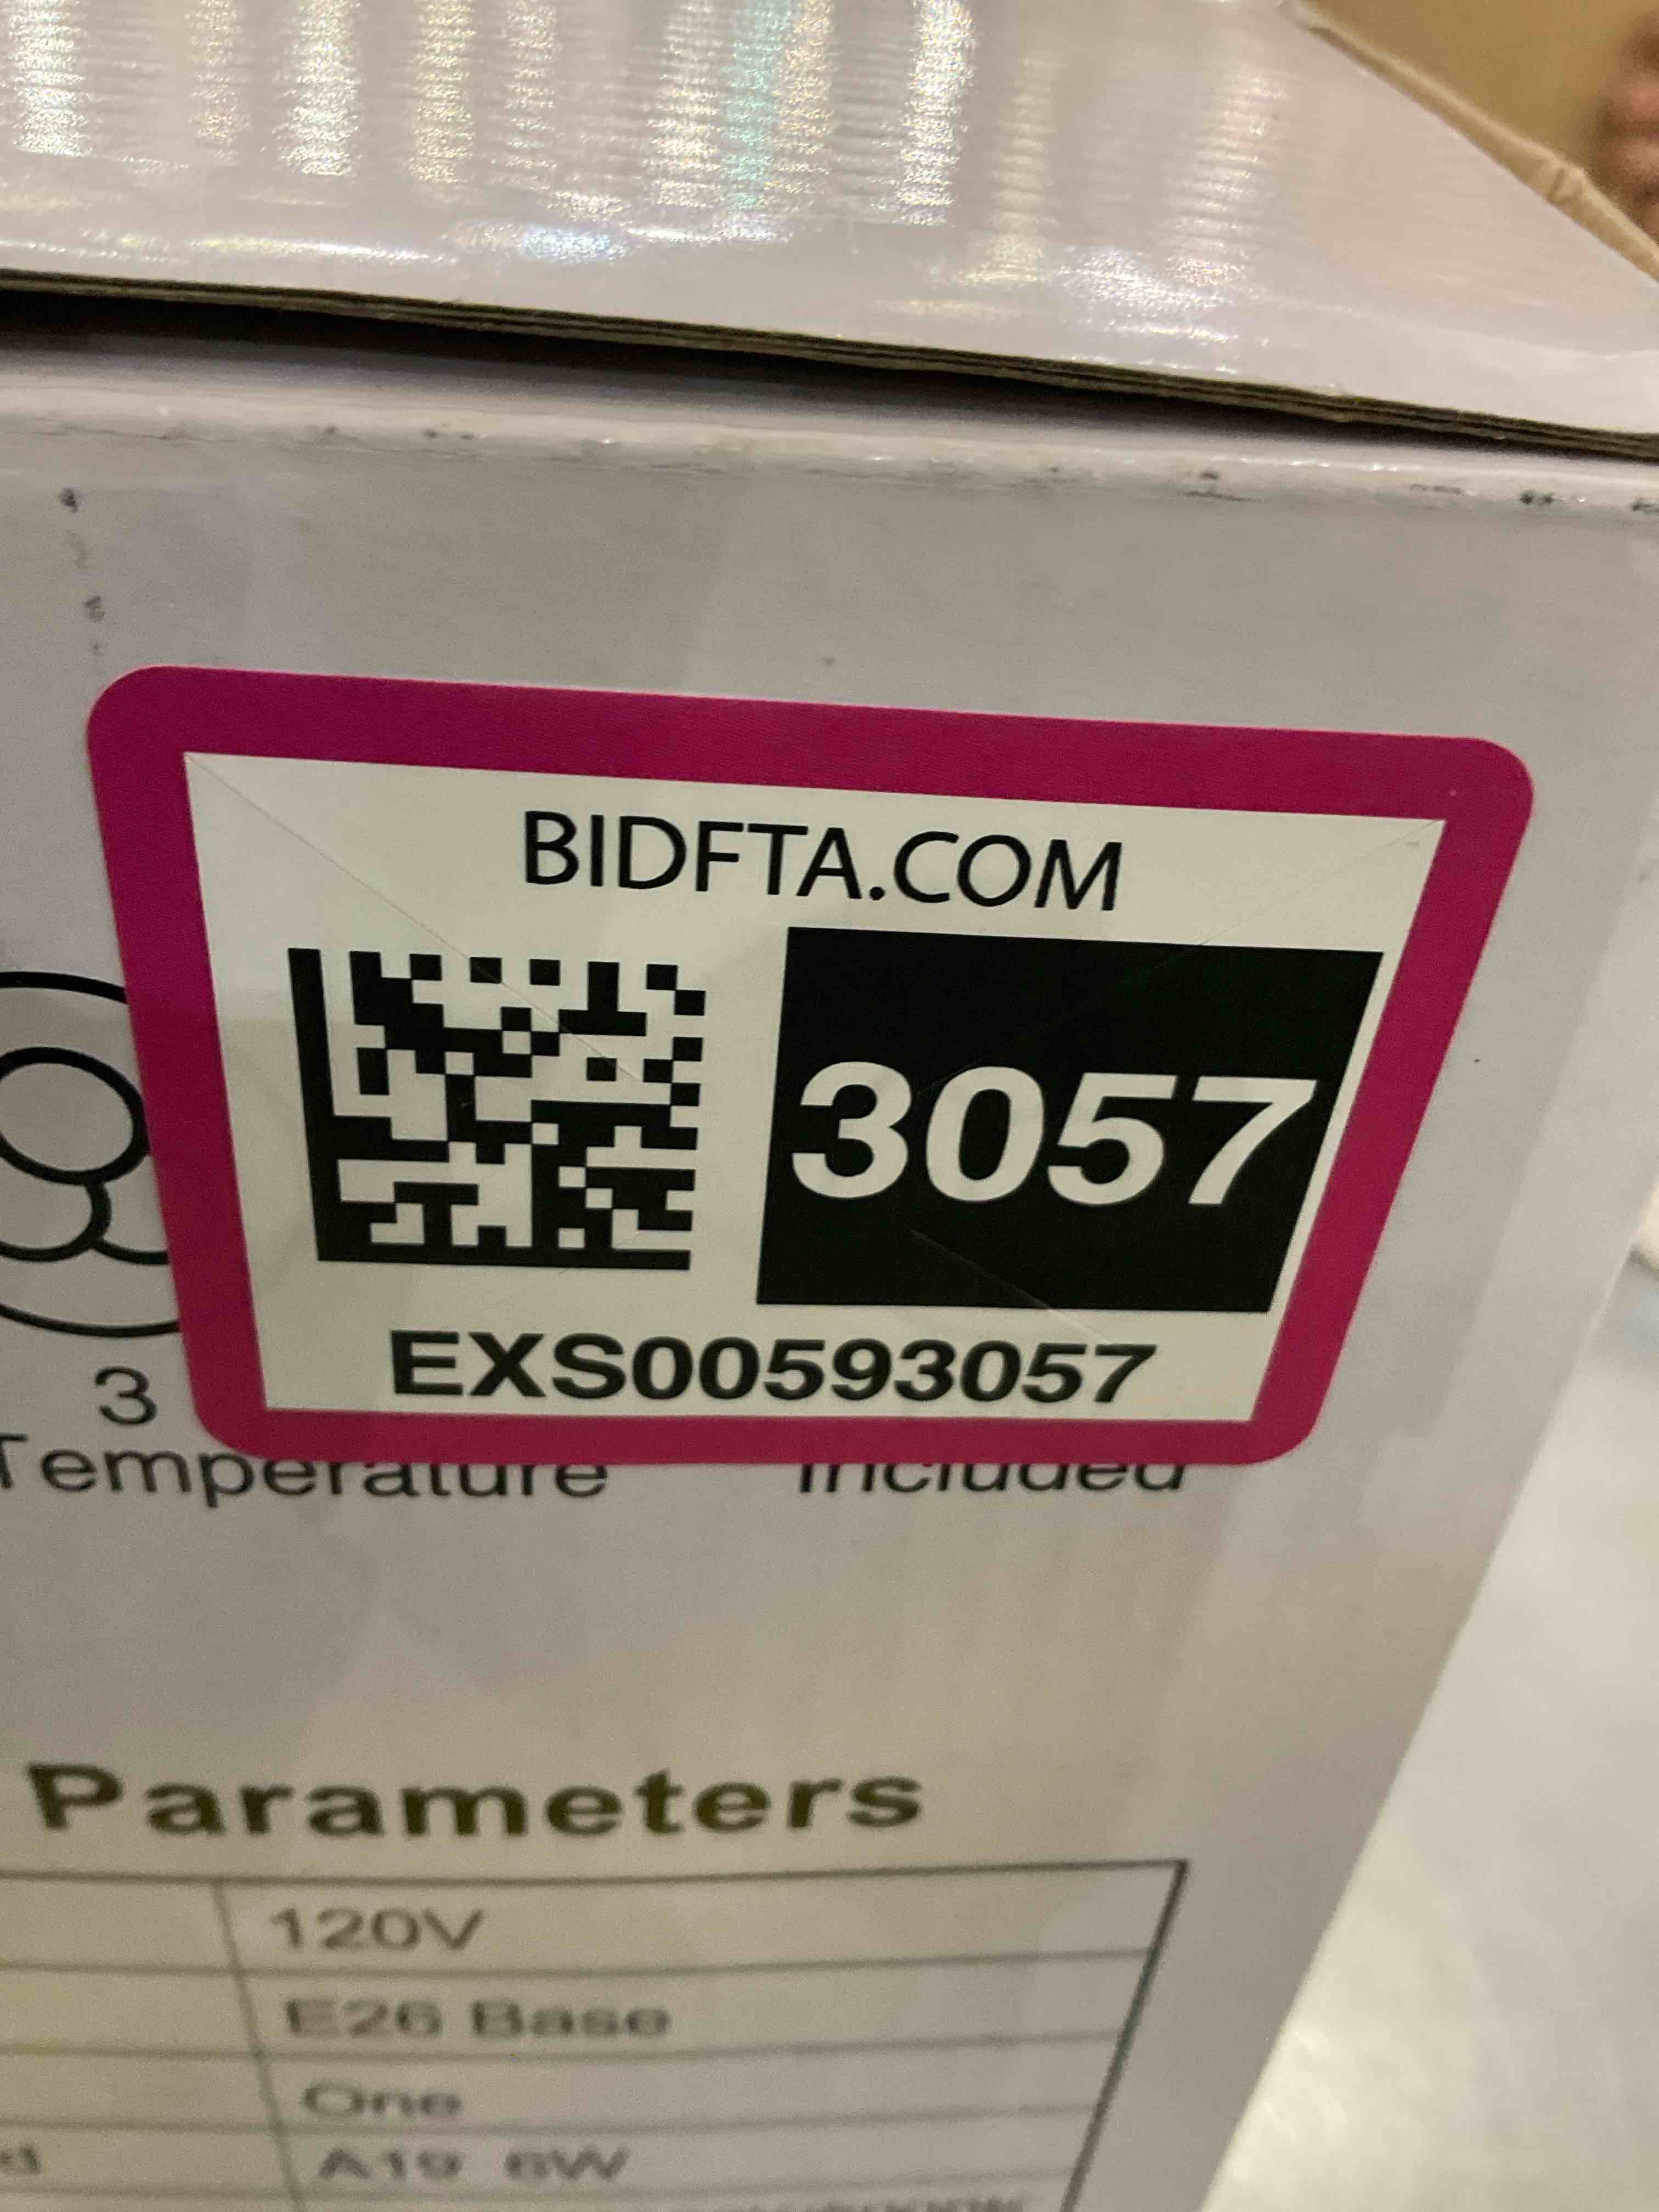 BIDFTA.COM
3057
EXS00593057
3
Temperature
Included
Parameters
120V
E26 Base
One
A19 6W